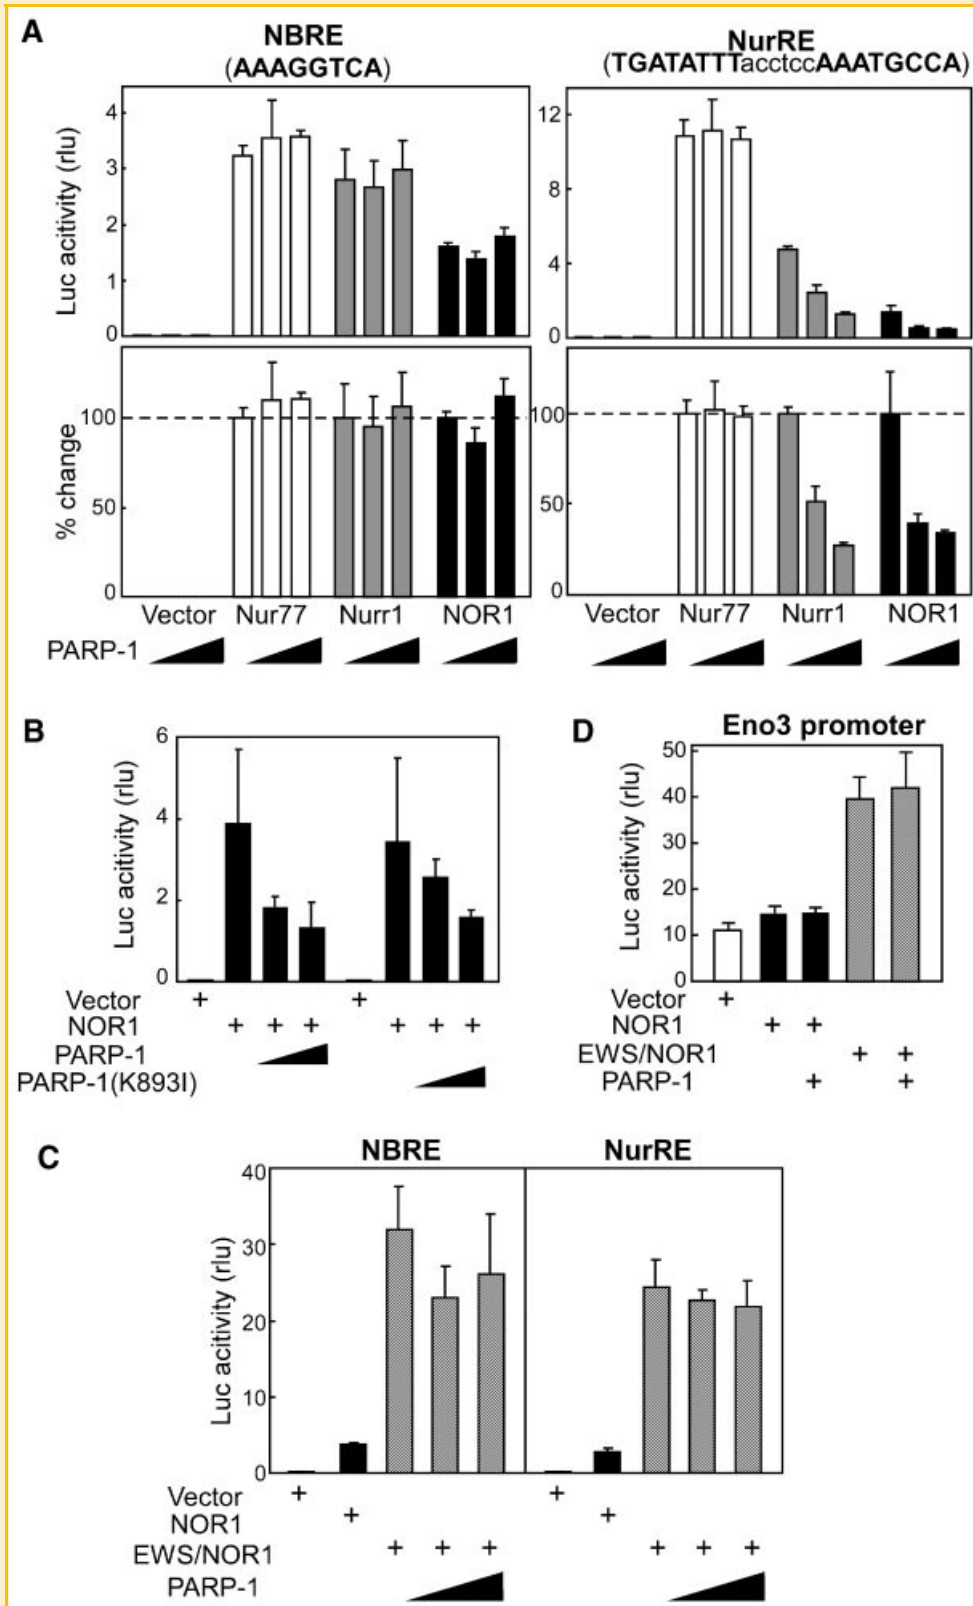 A
NBRE
(AAAGGTCA)
NurRE
(TGATATTTacctccAAATGCCA)
Luc acitivity (rlu)
4
3
2
1
0
12
8
4
0
% change
100
50
0
100
50
0
Vector Nur77 Nurr1 NOR1
Vector Nur77 Nurr1 NOR1
PARP-1
B
Luc acitivity (rlu)
6
4
2
0
Vector + +
NOR1 + + + + + +
PARP-1
PARP-1(K893I)
D
Eno3 promoter
Luc acitivity (rlu)
50
40
30
20
10
0
Vector +
NOR1 + +
EWS/NOR1 + +
PARP-1 + +
C
NBRE NurRE
Luc acitivity (rlu)
40
30
20
10
0
Vector + +
NOR1 + +
EWS/NOR1 + + + + + +
PARP-1